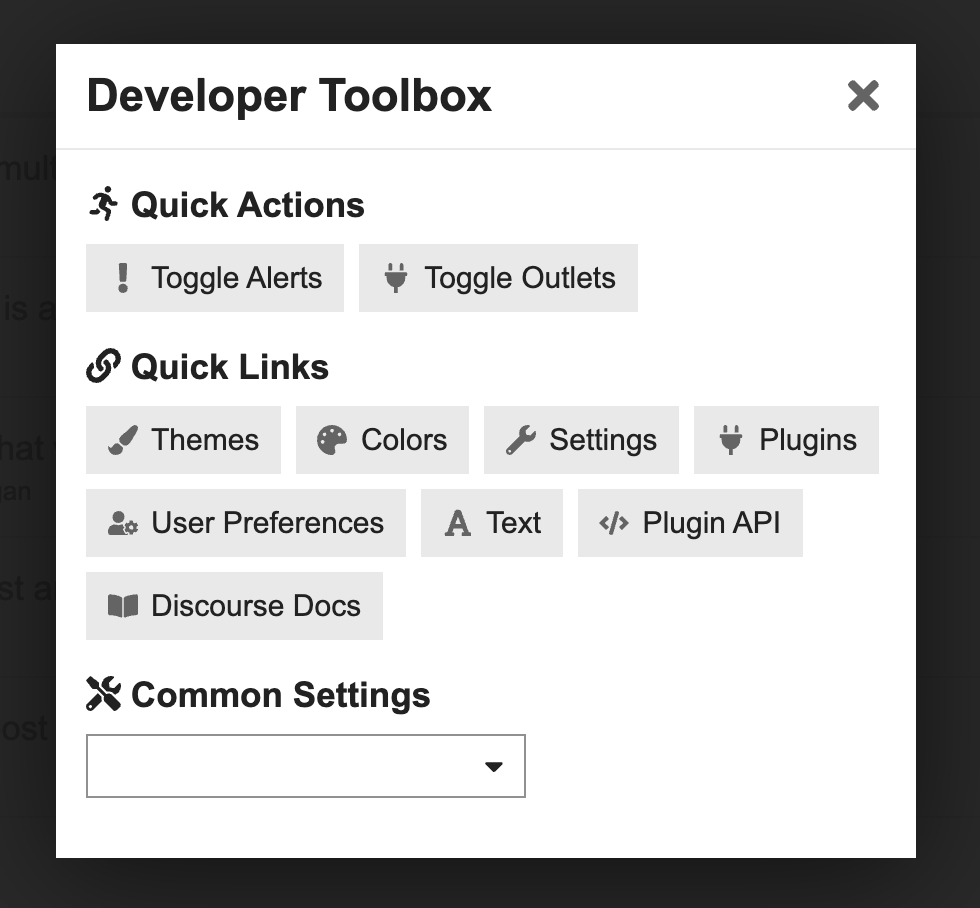 Developer Toolbox
Quick Actions
Toggle Alerts Toggle Outlets
Quick Links
Themes Colors Settings Plugins
User Preferences Text Plugin API
Discourse Docs
Common Settings